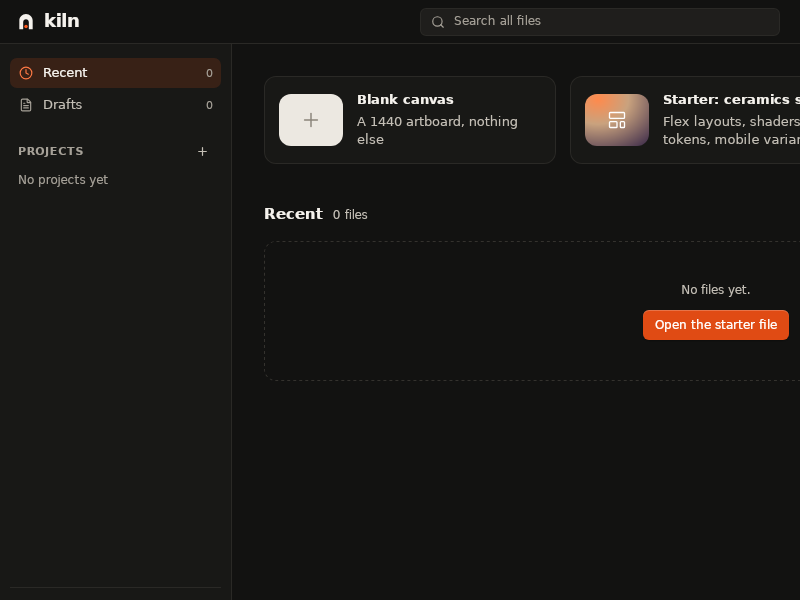 kiln
Search all files
Recent 0
Drafts 0
PROJECTS
No projects yet
Blank canvas
A 1440 artboard, nothing
else
Starter: ceramics
Flex layouts, shaders
tokens, mobile
Recent 0 files
No files yet.
Open the starter file